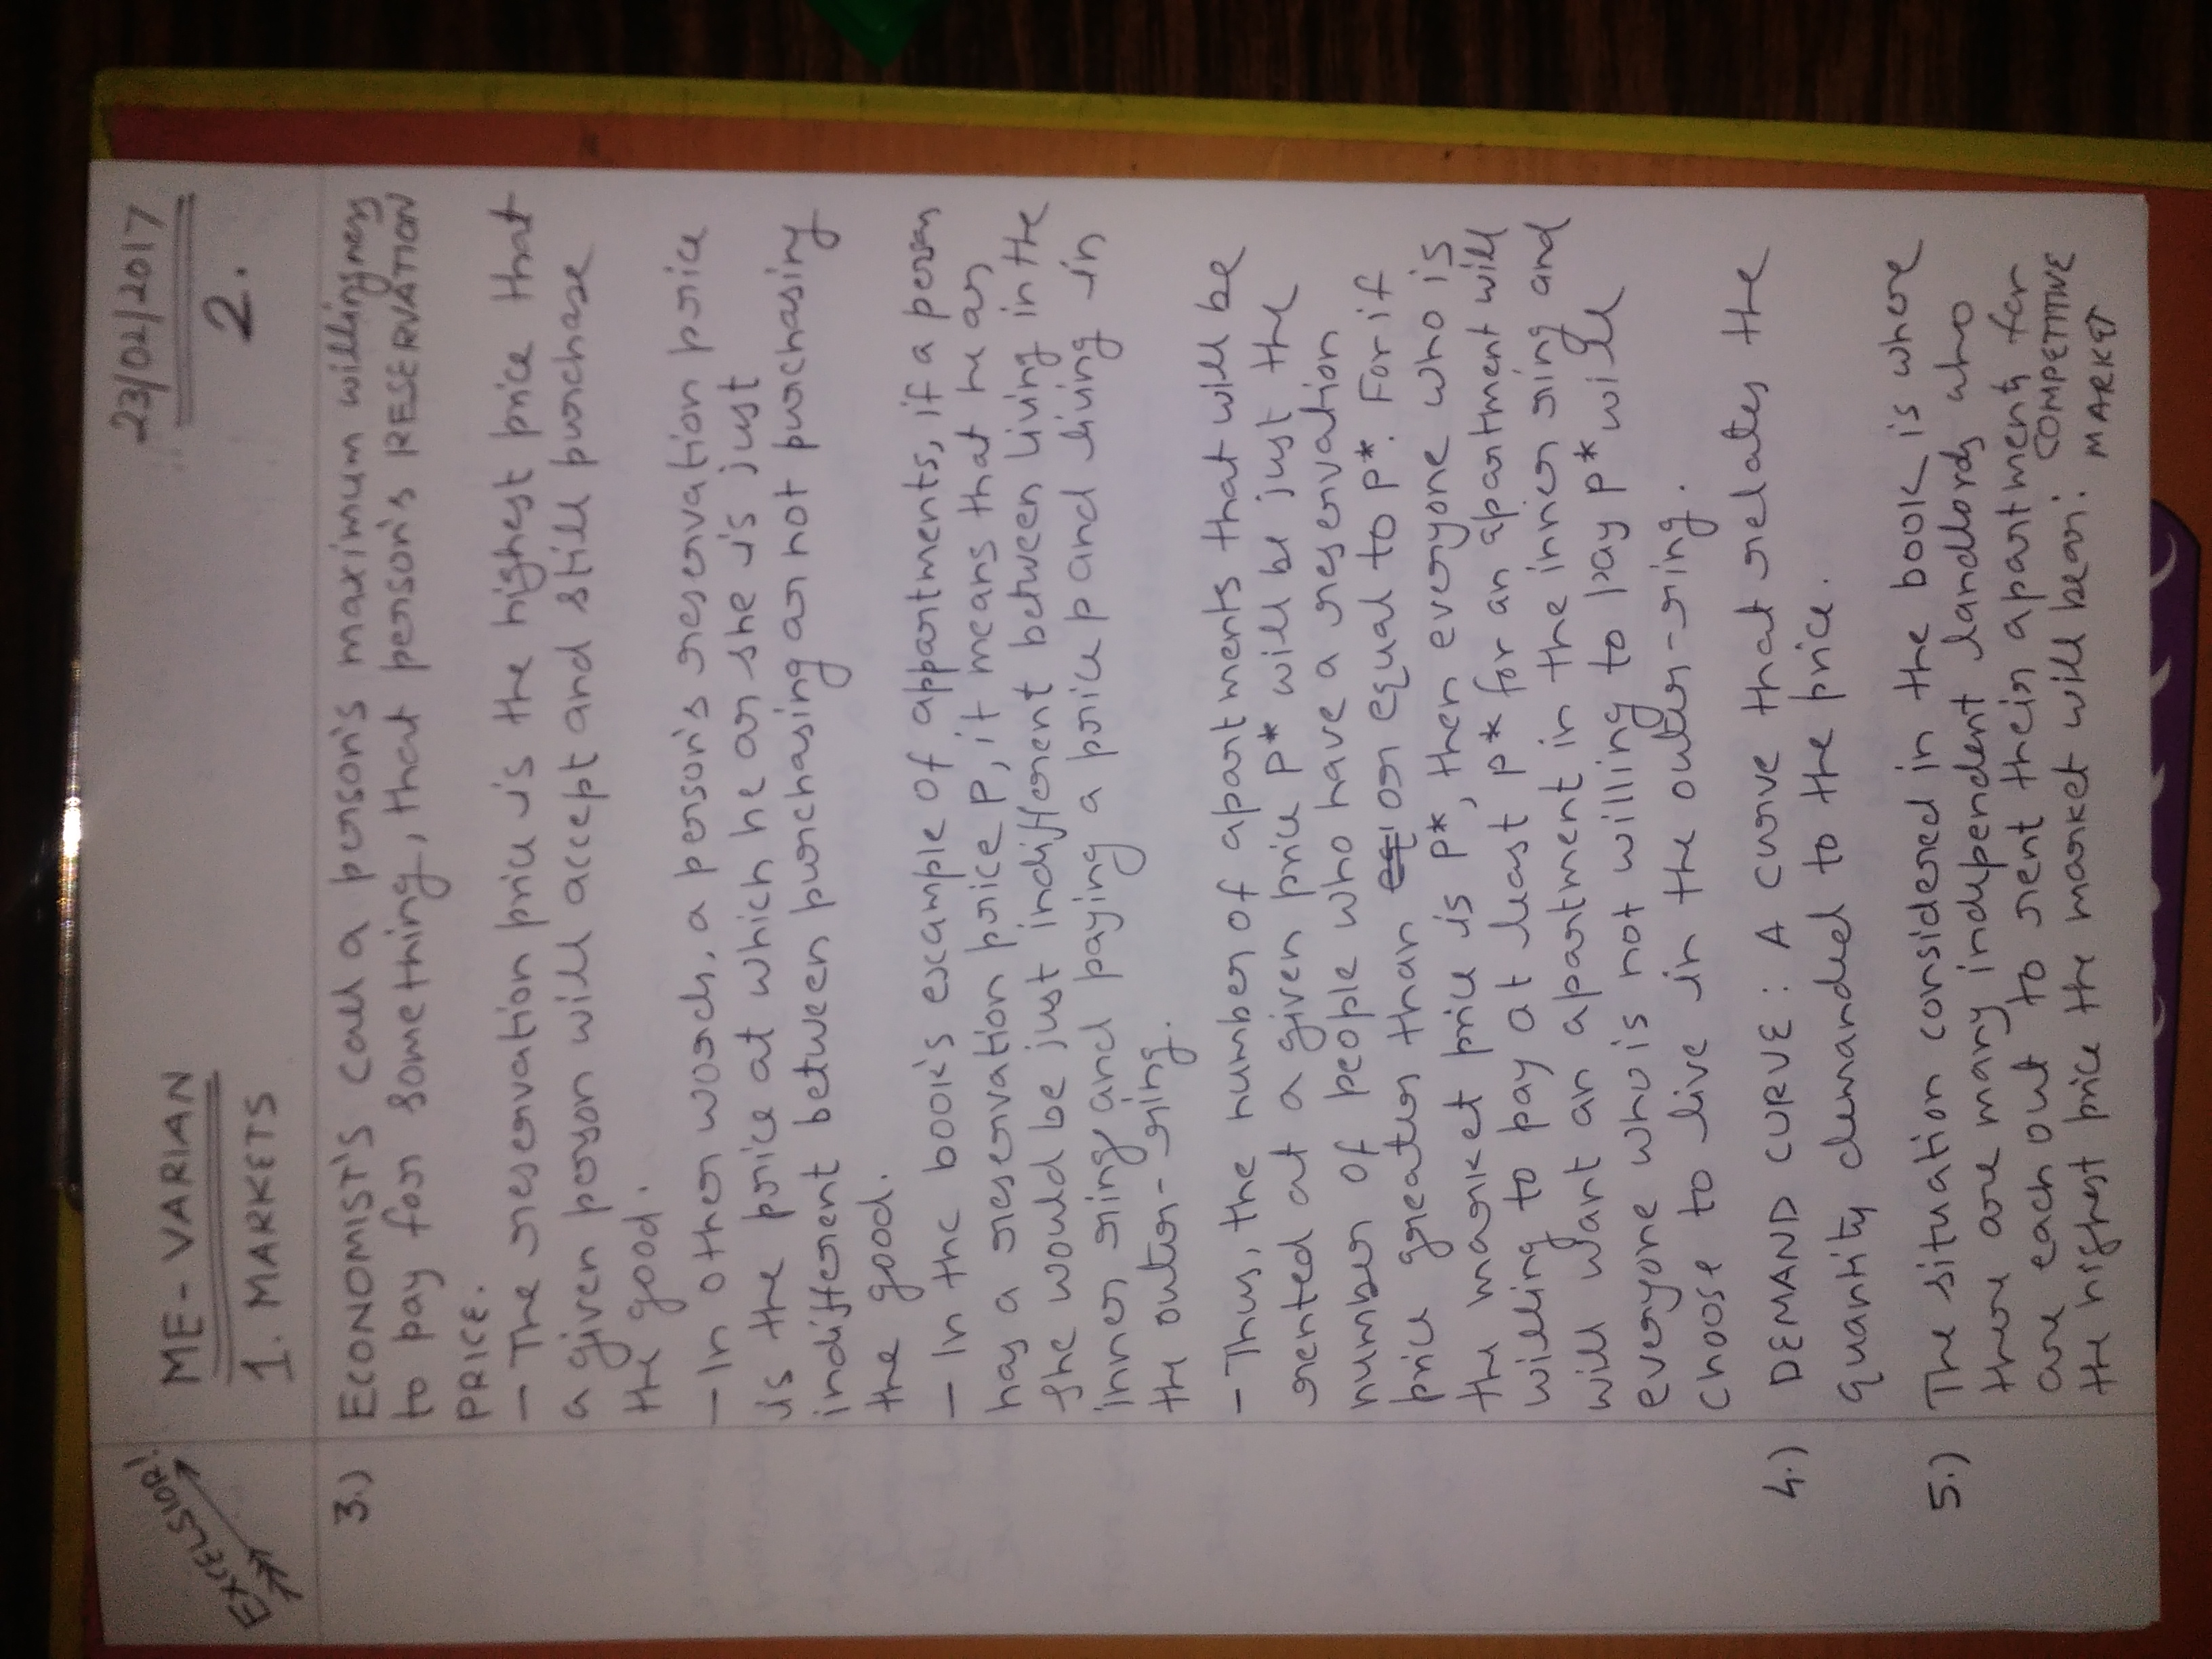 EXCELSIOR!
ME - VARIAN
23/02/2017
1. MARKETS
2.
3.) ECONOMIST'S call a person's maximum willingness
to pay for something, that person's RESERVATION
PRICE.
- The reservation price is the highest price that
a given person will accept and still purchase
the good.
- In other words, a person's reservation price
is the price at which he or she is just
indifferent between purchasing or not purchasing
the good.
- In the book's example of appartments, if a person
has a reservation price P, it means that he or
she would be just indifferent between living in the
inner ring and paying a price p and living in
the outer-ring.
- Thus, the number of apartments that will be
rented at a given price P* will be just the
number of people who have a reservation
price greater than or equal to P*. For if
the market price is P*, then everyone who is
willing to pay at least P* for an apartment will
will want an apartment in the inner ring and
everyone who is not willing to pay P* will
choose to live in the outer-ring.
4.) DEMAND CURVE: A curve that relates the
quantity demanded to the price.
5.) The situation considered in the book is where
there are many independent landlords who
are each out to rent their apartments for
the highest price the market will bear: COMPETITIVE
MARKET